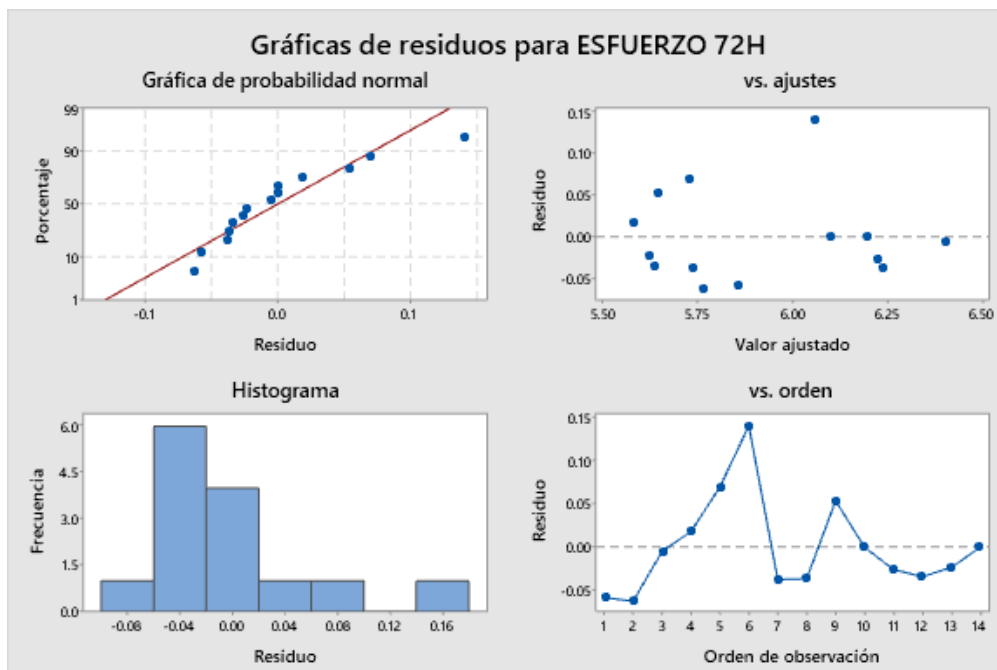 Gráficas de residuos para ESFUERZO 72H
Gráfica de probabilidad normal
99
90
50
10
1
Porcentaje
-0.1
0.0
0.1
Residuo
vs. ajustes
0.15
0.10
0.05
0.00
-0.05
Residuo
5.50
5.75
6.00
6.25
6.50
Valor ajustado
Histograma
6.0
4.5
3.0
1.5
0.0
Frecuencia
-0.08
-0.04
0.00
0.04
0.08
0.12
0.16
Residuo
vs. orden
0.15
0.10
0.05
0.00
-0.05
Residuo
1 2 3 4 5 6 7 8 9 10 11 12 13 14
Orden de observación